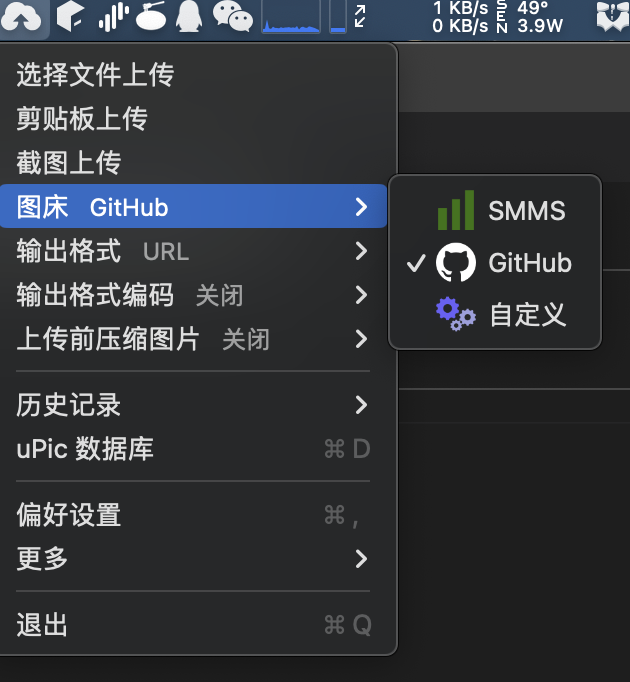 1 KB/s
0 KB/s
SEN
49°
3.9W
选择文件上传
剪贴板上传
截图上传
图床 GitHub
输出格式 URL
输出格式编码 关闭
上传前压缩图片 关闭
历史记录
uPic 数据库 ⌘ D
偏好设置 ⌘ ,
更多
退出 ⌘ Q
SMMS
✓ GitHub
自定义